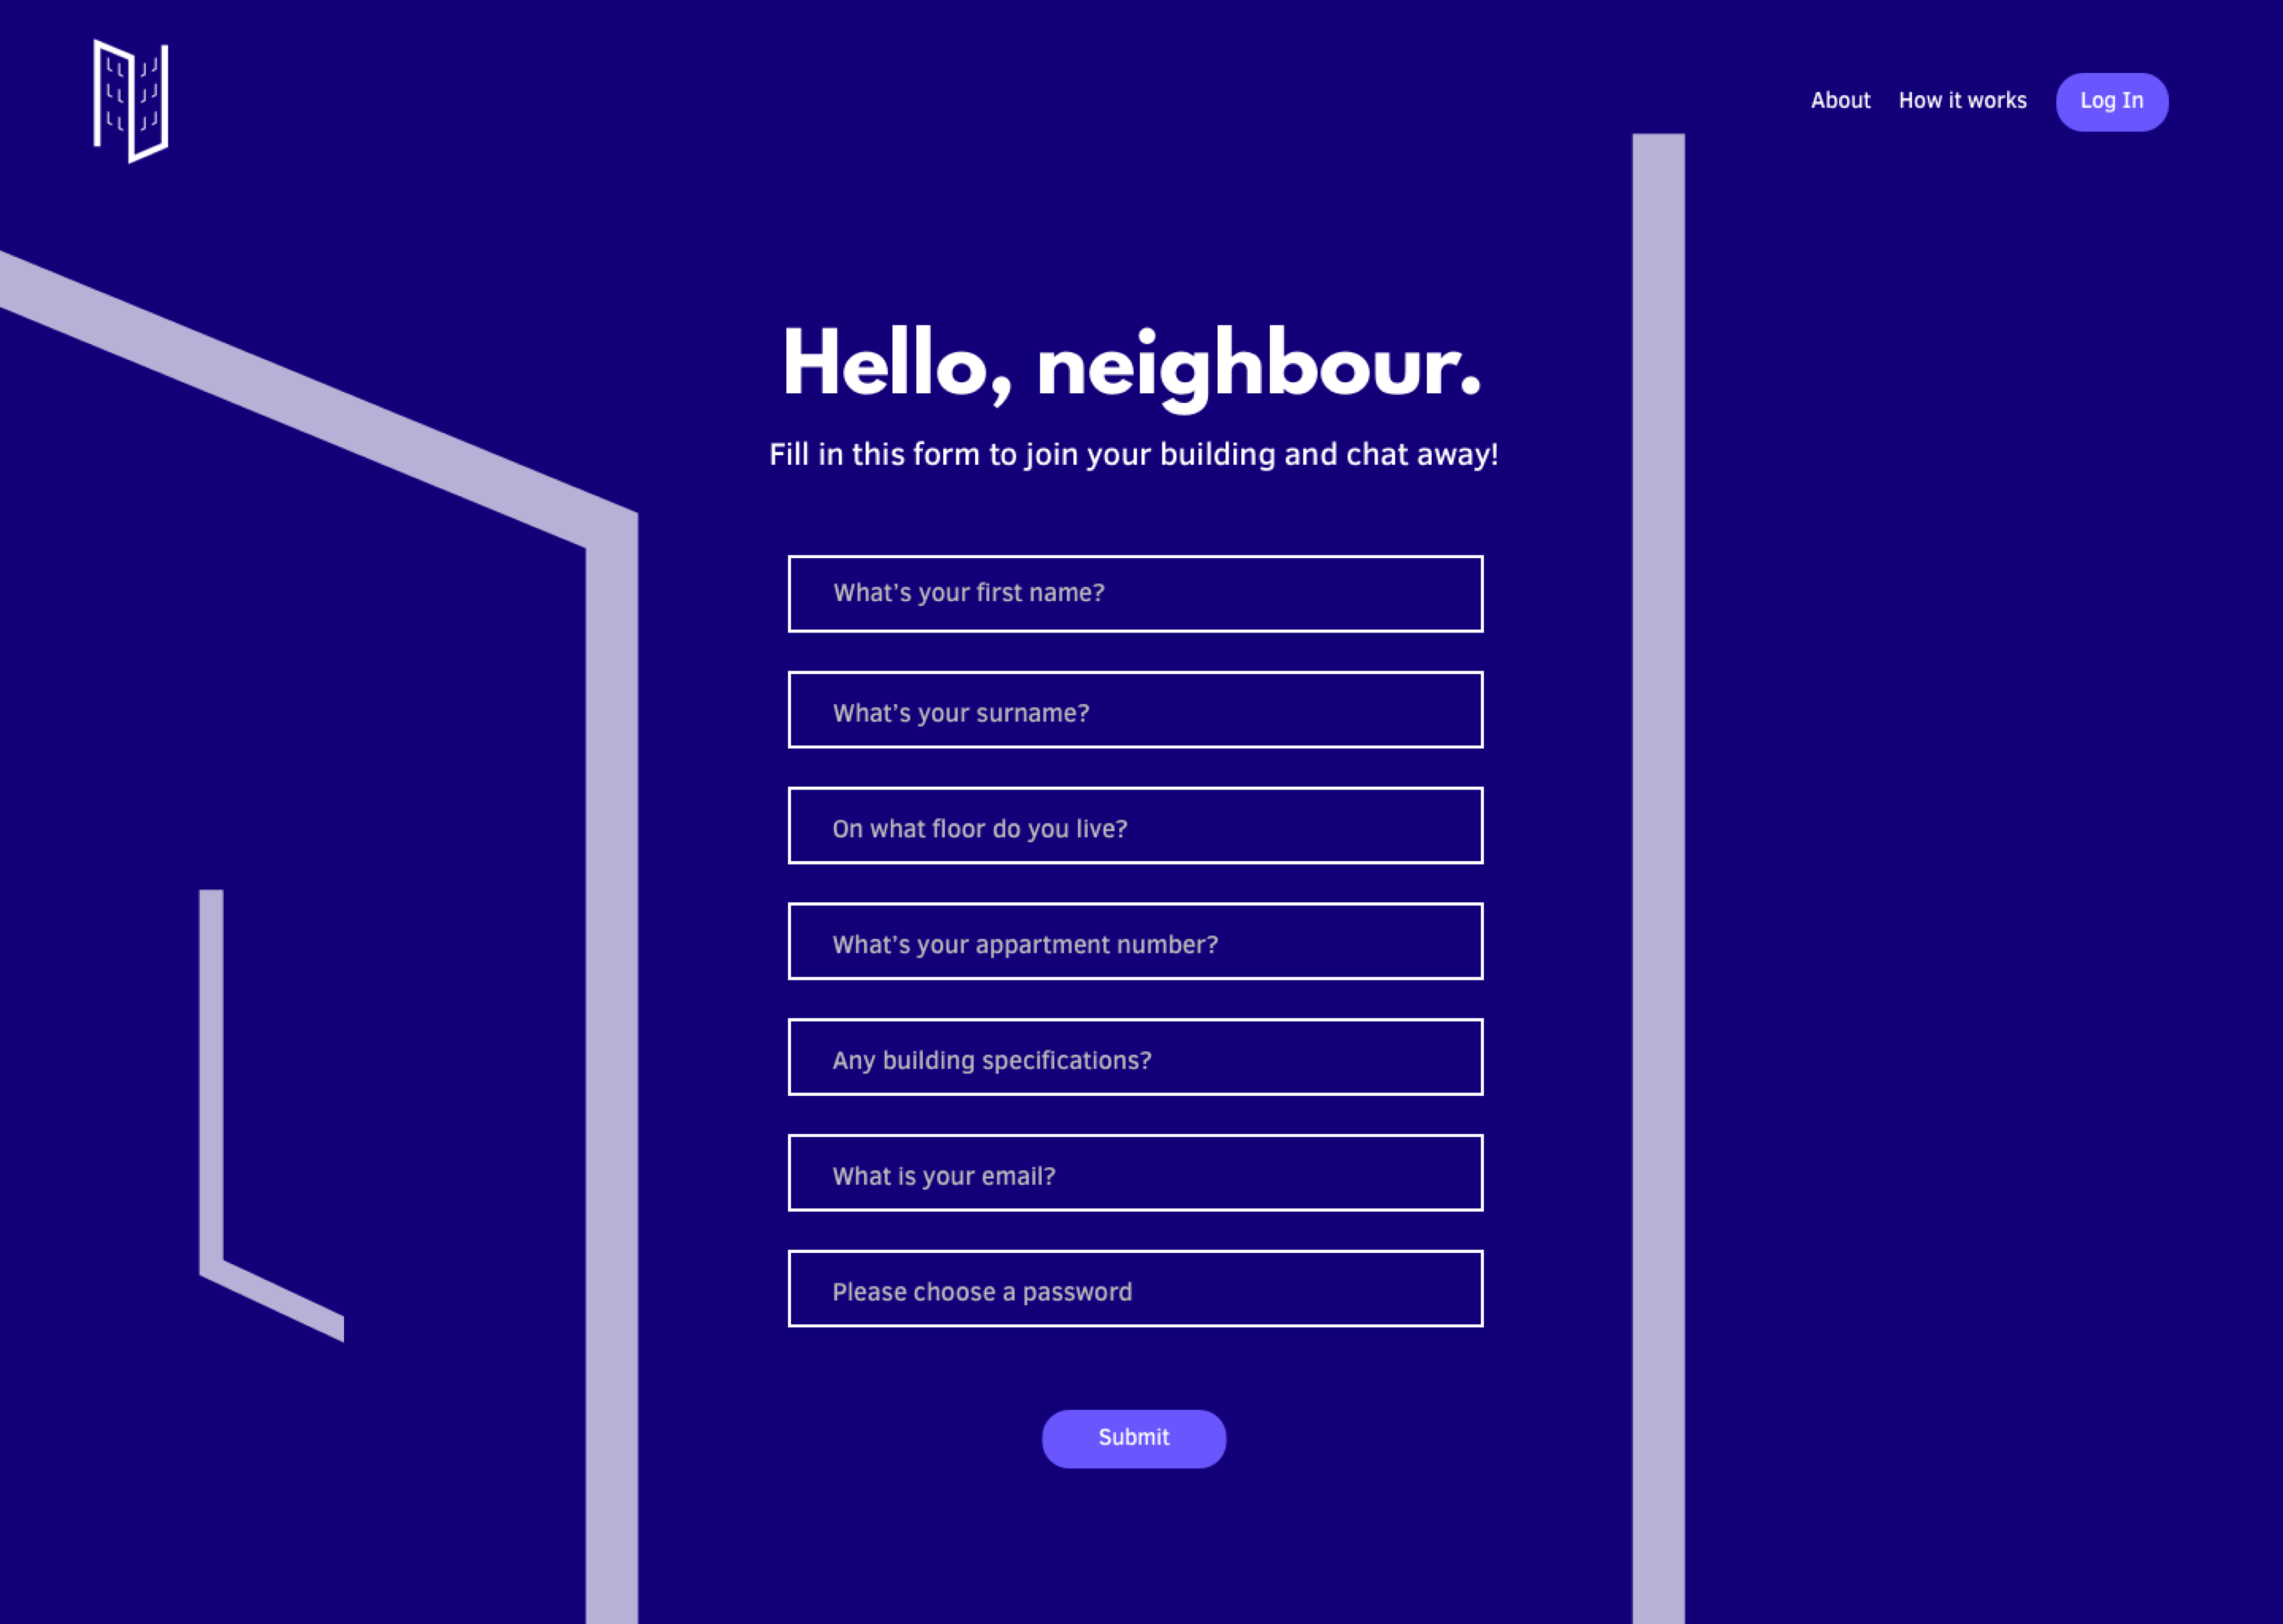 About
How it works
Log In
Hello, neighbour.
Fill in this form to join your building and chat away!
What's your first name?
What's your surname?
On what floor do you live?
What's your appartment number?
Any building specifications?
What is your email?
Please choose a password
Submit